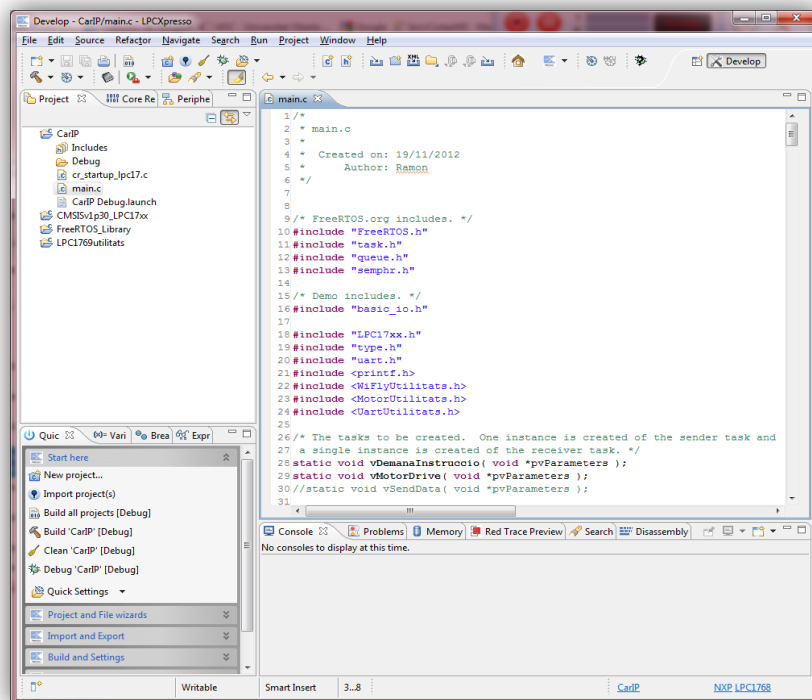 Develop - CarIP/main.c - LPCXpresso
File Edit Source Refactor Navigate Search Run Project Window Help
Develop
Project Core Re Periphe
CarIP
Includes
Debug
cr_startup_lpc17.c
main.c
CarIP Debug.launch
CMSISv1p30_LPC17xx
FreeRTOS_Library
LPC1769utilitats
main.c
1 /*
2 * main.c
3 *
4 * Created on: 19/11/2012
5 * Author: Ramon
6 */
7
8
9 /* FreeRTOS.org includes. */
10 #include "FreeRTOS.h"
11 #include "task.h"
12 #include "queue.h"
13 #include "semphr.h"
14
15 /* Demo includes. */
16 #include "basic_io.h"
17
18 #include "LPC17xx.h"
19 #include "type.h"
20 #include "uart.h"
21 #include <printf.h>
22 #include <WiFlyUtilitats.h>
23 #include <MotorUtilitats.h>
24 #include <UartUtilitats.h>
25
26 /* The tasks to be created. One instance is created of the sender task and
27 a single instance is created of the receiver task. */
28 static void vDemanaInstruccio( void *pvParameters );
29 static void vMotorDrive( void *pvParameters );
30 //static void vSendData( void *pvParameters );
31
Quic (x)= Vari Brea Expr
Start here
New project...
Import project(s)
Build all projects [Debug]
Build 'CarIP' [Debug]
Clean 'CarIP' [Debug]
Debug 'CarIP' [Debug]
Quick Settings
Project and File wizards
Import and Export
Build and Settings
Console Problems Memory Red Trace Preview Search Disassembly
No consoles to display at this time.
Writable Smart Insert 3...8 CarIP NXP LPC1768